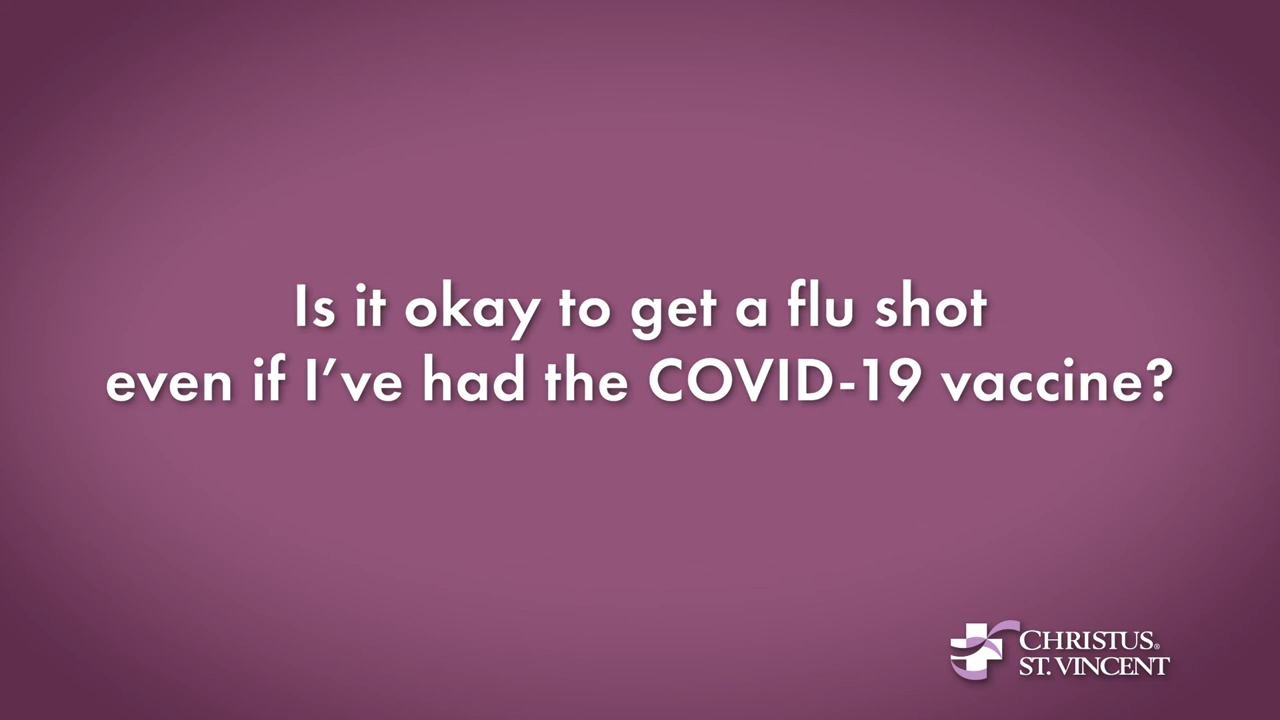 Is it okay to get a flu shot
even if I’ve had the COVID-19 vaccine?
CHRISTUS®
ST. VINCENT